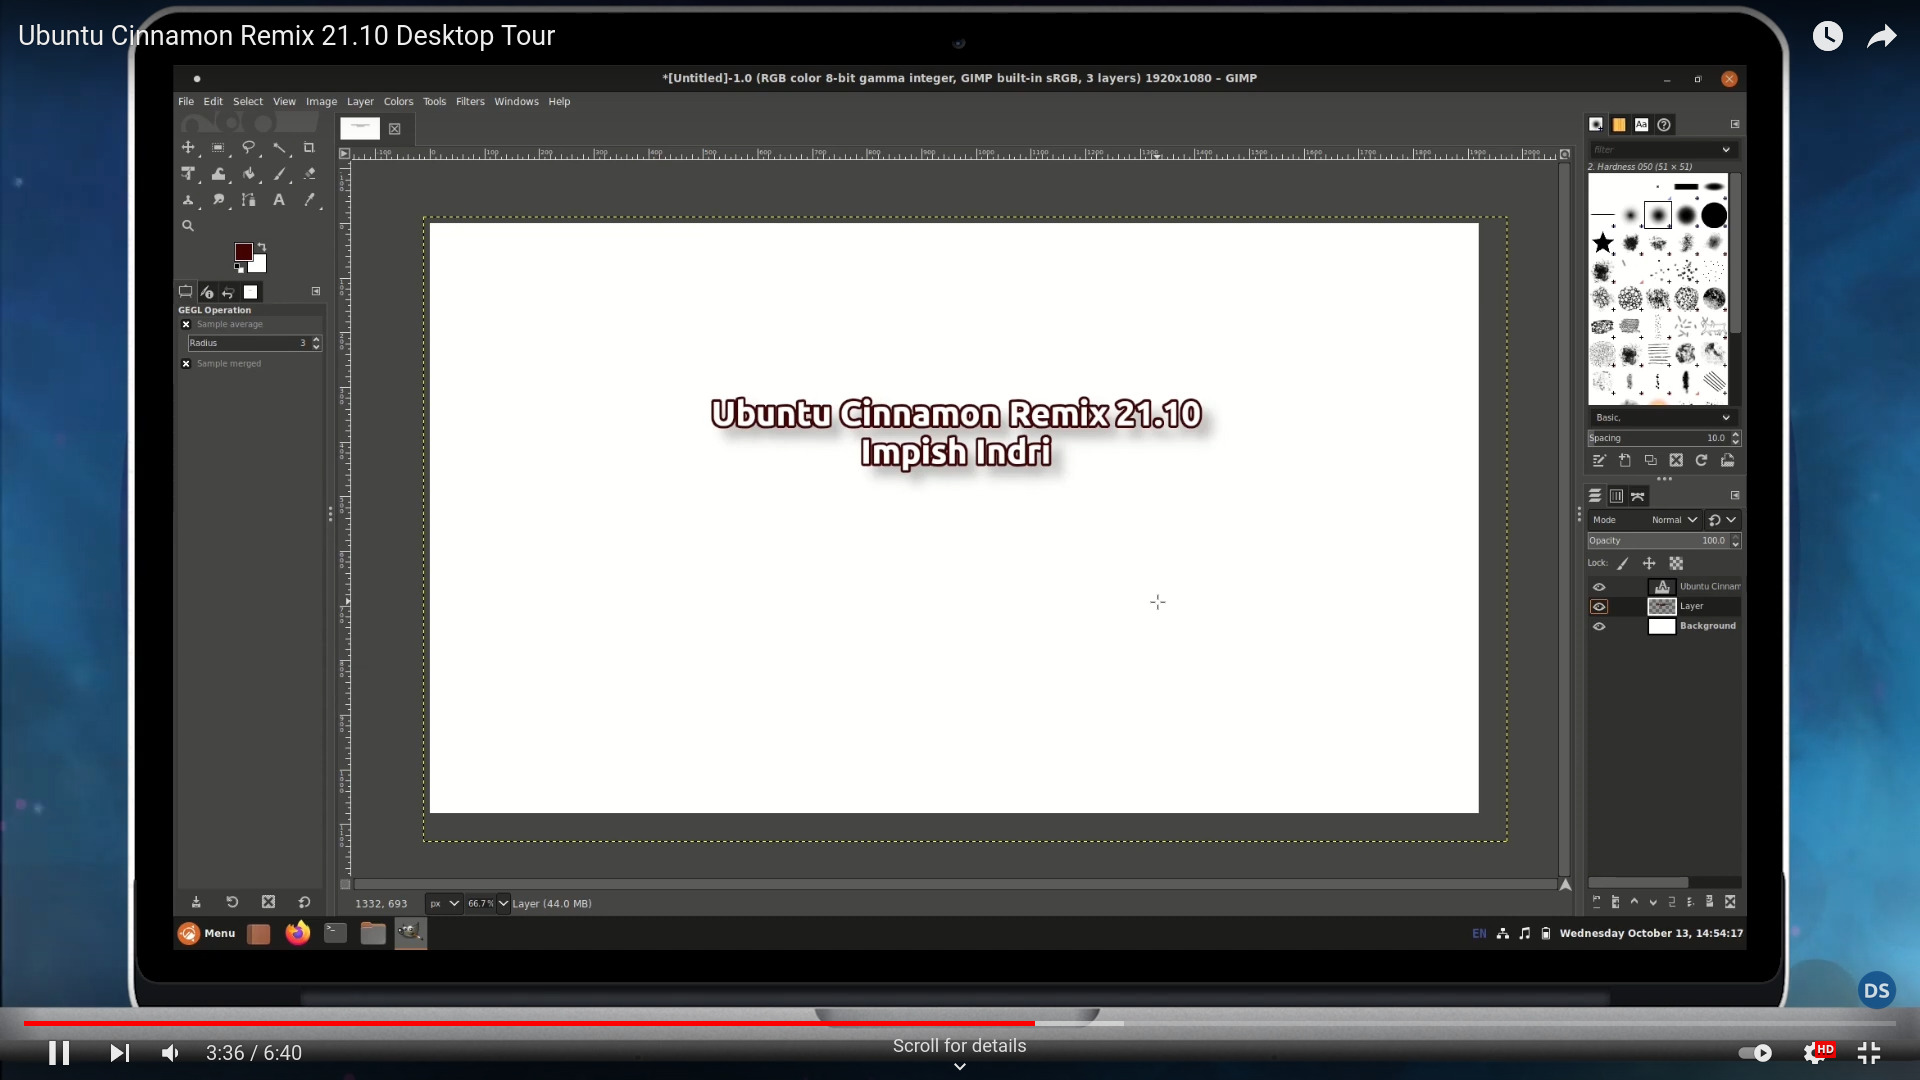 Ubuntu Cinnamon Remix 21.10 Desktop Tour
*[Untitled]-1.0 (RGB color 8-bit gamma integer, GIMP built-in sRGB, 3 layers) 1920x1080 – GIMP
File Edit Select View Image Layer Colors Tools Filters Windows Help
Aa
filter
2. Hardness 050 (51 × 51)
GEGL Operation
Sample average
Radius 3
Sample merged
Ubuntu Cinnamon Remix 21.10
Impish Indri
Basic,
Spacing 10.0
Mode Normal
Opacity 100.0
Lock:
Ubuntu Cinnam
Layer
Background
1332, 693 px 66.7% Layer (44.0 MB)
Menu EN Wednesday October 13, 14:54:17
DS
3:36 / 6:40
Scroll for details
HD